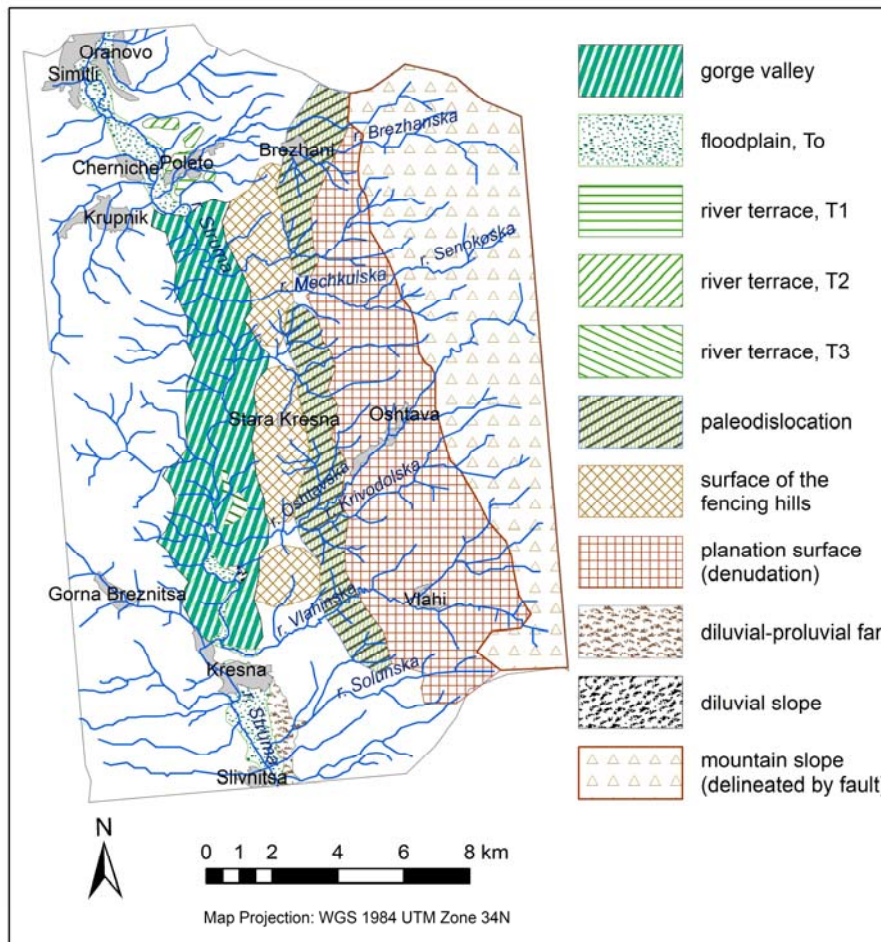 Oranovo
Simitli
r. Brezhanska
Brezhani
Cherniche
Poleto
Krupnik
r. Struma
r. Senokoska
r. Mechkulska
Stara Kresna
Oshtava
r. Oshtavska
r. Krivodolska
Gorna Breznitsa
Vlahi
r. Vlahinska
Kresna
r. Solunska
r. Struma
Slivnitsa
N
0 1 2 4 6 8 km
Map Projection: WGS 1984 UTM Zone 34N
gorge valley
floodplain, To
river terrace, T1
river terrace, T2
river terrace, T3
paleodislocation
surface of the
fencing hills
planation surface
(denudation)
diluvial-proluvial fan
diluvial slope
mountain slope
(delineated by fault)